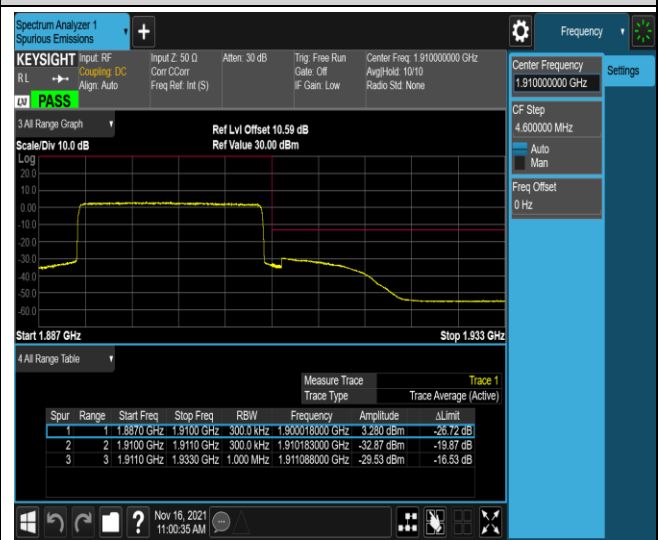 Spectrum Analyzer 1
Spurious Emissions
Frequency
KEYSIGHT
RL
Input: RF
Coupling: DC
Align: Auto
Input Z: 50 Ω
Corr CCorr
Freq Ref: Int (S)
Atten: 30 dB
Trig: Free Run
Gate: Off
IF Gain: Low
Center Freq: 1.910000000 GHz
Avg|Hold: 10/10
Radio Std: None
LV PASS
Center Frequency
1.910000000 GHz
Settings
CF Step
4.600000 MHz
Auto
Man
Freq Offset
0 Hz
3 All Range Graph
Scale/Div 10.0 dB
Ref Lvl Offset 10.59 dB
Ref Value 30.00 dBm
Log
20.0
10.0
0.00
-10.0
-20.0
-30.0
-40.0
-50.0
-60.0
Start 1.887 GHz
Stop 1.933 GHz
4 All Range Table
Measure Trace Trace 1
Trace Type Trace Average (Active)
Spur Range Start Freq Stop Freq RBW Frequency Amplitude ΔLimit
1 1 1.8870 GHz 1.9100 GHz 300.0 kHz 1.900018000 GHz 3.280 dBm -26.72 dB
2 2 1.9100 GHz 1.9110 GHz 300.0 kHz 1.910183000 GHz -32.87 dBm -19.87 dB
3 3 1.9110 GHz 1.9330 GHz 1.000 MHz 1.911088000 GHz -29.53 dBm -16.53 dB
Nov 16, 2021
11:00:35 AM